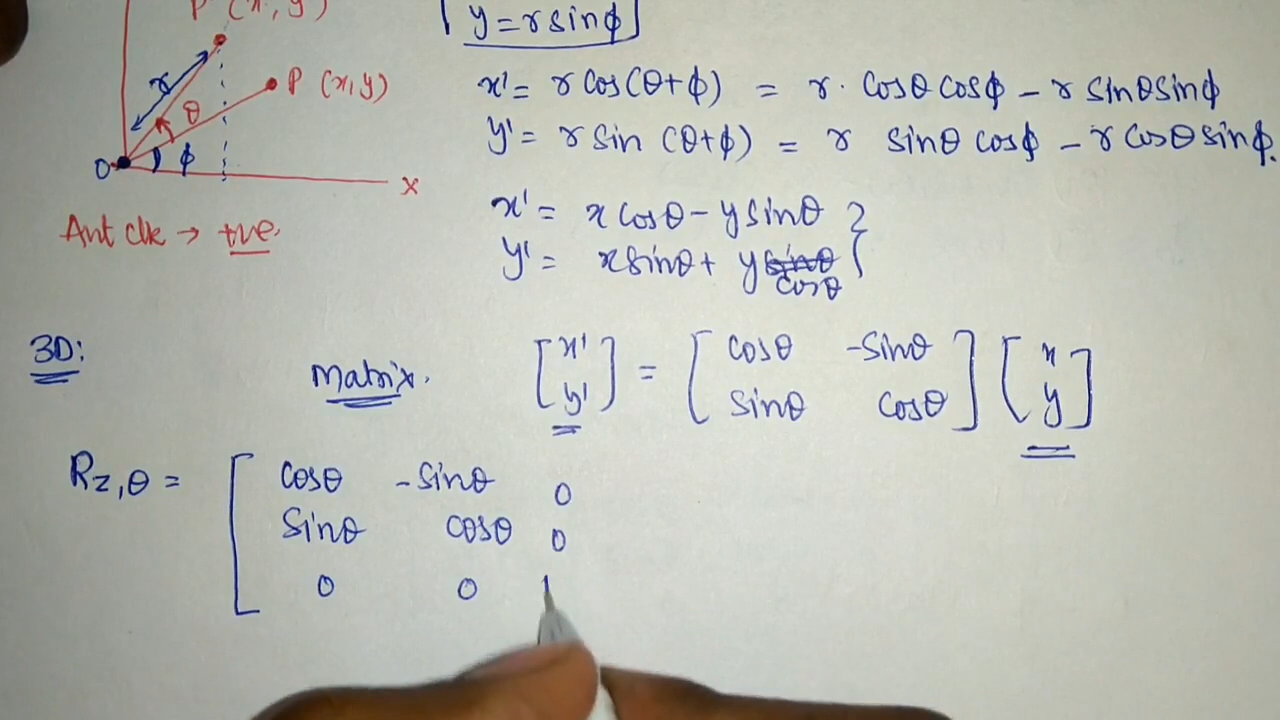 P (x, y)
y = r sinϕ
P (x,y)
r
θ
O
ϕ
x
x' = r cos(θ+ϕ) = r. cosθ cosϕ - r sinθ sinϕ
y' = r sin (θ+ϕ) = r sinθ cosϕ - r cosθ sinϕ.
Ant clk → +ve.
x' = x cosθ - y sinθ
y' = x sinθ + y sinθ
cosθ
3D:
matrix.
[x' y'] = [cosθ -sinθ
sinθ cosθ] [x y]
Rz,θ = [ cosθ -sinθ 0
sinθ cosθ 0
0 0 1